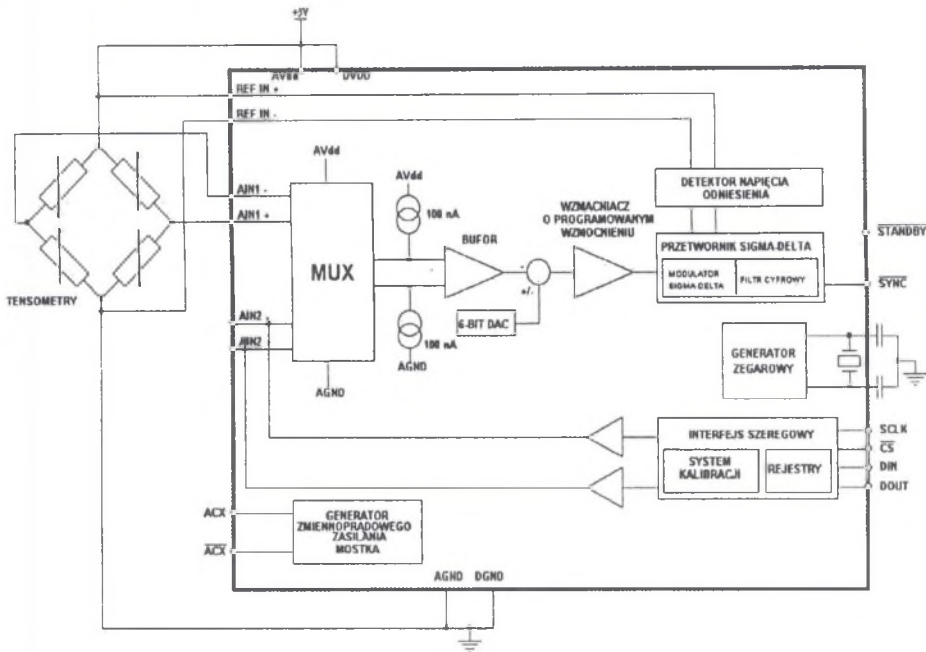 +5V
AVdd DVDD
REF IN +
REF IN -
AVdd
AIN1 -
AIN1 +
MUX
AVdd
100 nA
BUFOR
WZMACNIACZ
O PROGRAMOWANYM
WZMOCNIENIU
DETEKTOR NAPIĘCIA
ODNIESIENIA
PRZETWORNIK SIGMA-DELTA
MODULATOR
SIGMA-DELTA
FILTR CYFROWY
STANDBY
SYNC
TENSOMETRY
- +/-
6-BIT DAC
100 nA
AGND
AIN2 -
AIN2
AGND
GENERATOR
ZEGAROWY
INTERFEJS SZEREGOWY
SYSTEM
KALIBRACJI
REJESTRY
SCLK
CS
DIN
DOUT
ACX
ACX
GENERATOR
ZMIENNOPRADOWEGO
ZASILANIA
MOSTKA
AGND DGND